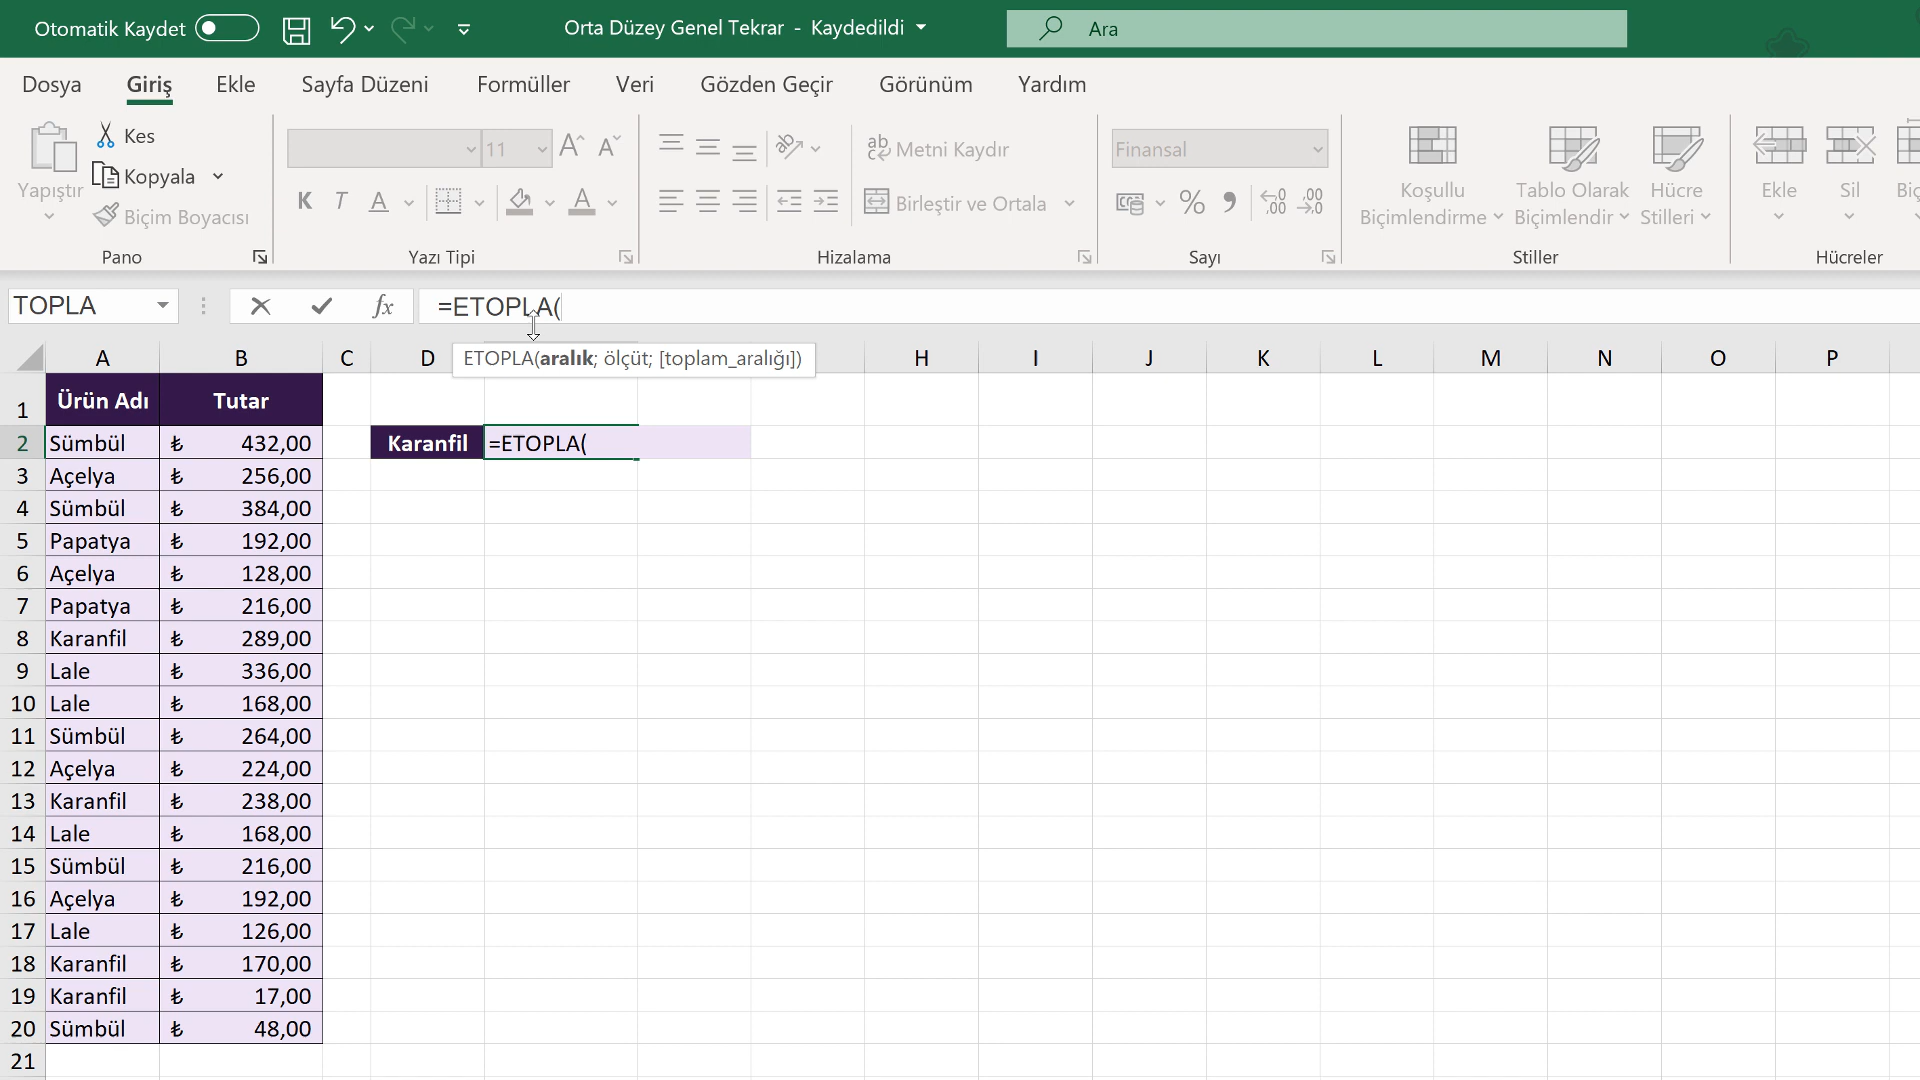 Otomatik Kaydet
Orta Düzey Genel Tekrar - Kaydedildi
Ara
Dosya Giriş Ekle Sayfa Düzeni Formüller Veri Gözden Geçir Görünüm Yardım
Yapıştır
Kes
Kopyala
Biçim Boyacısı
Pano
11
K T A
Yazı Tipi
Metni Kaydır
Birleştir ve Ortala
Hizalama
Finansal
Sayı
Koşullu Biçimlendirme
Tablo Olarak Biçimlendir
Hücre Stilleri
Stiller
Ekle
Sil
Biç
Hücreler
TOPLA
fx
=ETOPLA(
ETOPLA(aralık; ölçüt; [toplam_aralığı])
A B C D H I J K L M N O P
1 Ürün Adı Tutar
2 Sümbül ₺ 432,00 Karanfil =ETOPLA(
3 Açelya ₺ 256,00
4 Sümbül ₺ 384,00
5 Papatya ₺ 192,00
6 Açelya ₺ 128,00
7 Papatya ₺ 216,00
8 Karanfil ₺ 289,00
9 Lale ₺ 336,00
10 Lale ₺ 168,00
11 Sümbül ₺ 264,00
12 Açelya ₺ 224,00
13 Karanfil ₺ 238,00
14 Lale ₺ 168,00
15 Sümbül ₺ 216,00
16 Açelya ₺ 192,00
17 Lale ₺ 126,00
18 Karanfil ₺ 170,00
19 Karanfil ₺ 17,00
20 Sümbül ₺ 48,00
21